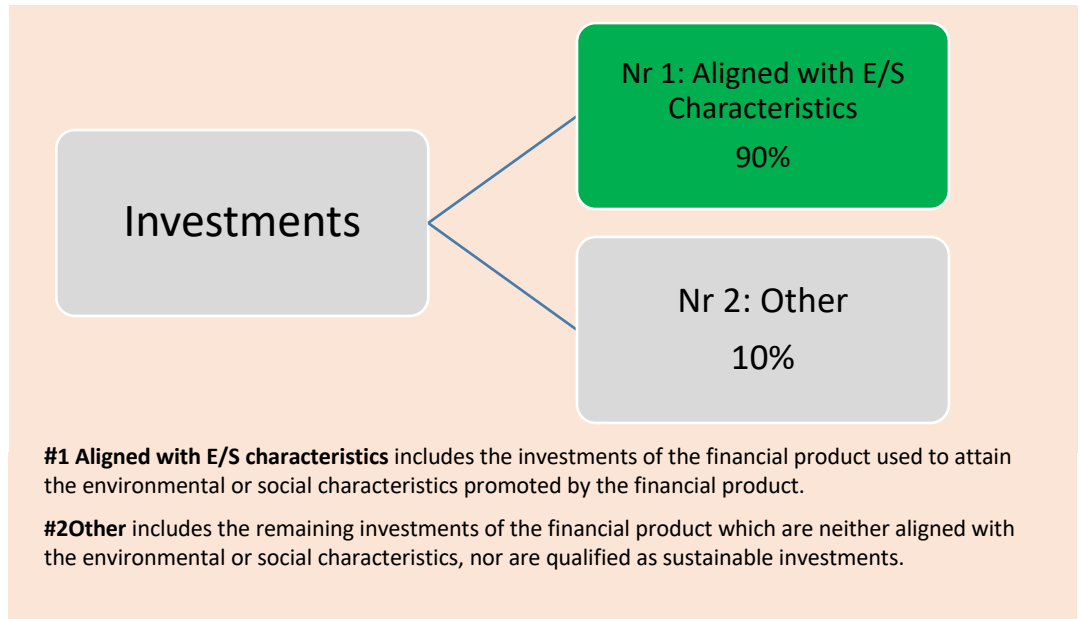 Nr 1: Aligned with E/S
Characteristics
90%
Investments
Nr 2: Other
10%
#1 Aligned with E/S characteristics includes the investments of the financial product used to attain
the environmental or social characteristics promoted by the financial product.
#2Other includes the remaining investments of the financial product which are neither aligned with
the environmental or social characteristics, nor are qualified as sustainable investments.